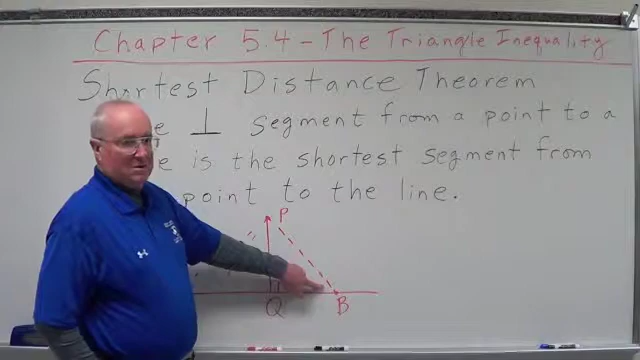 Chapter 5.4 - The Triangle Inequality
Shortest Distance Theorem
⊥ segment from a point to a
is the shortest segment from
point to the line.
P
Q
B